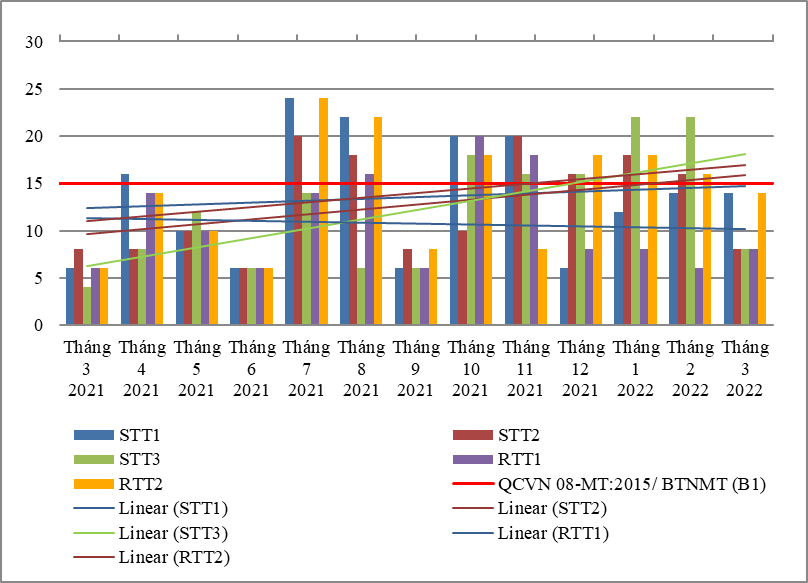 30
25
20
15
10
5
0
Tháng 3 2021
Tháng 4 2021
Tháng 5 2021
Tháng 6 2021
Tháng 7 2021
Tháng 8 2021
Tháng 9 2021
Tháng 10 2021
Tháng 11 2021
Tháng 12 2021
Tháng 1 2022
Tháng 2 2022
Tháng 3 2022
STT1
STT2
STT3
RTT1
RTT2
QCVN 08-MT:2015/ BTNMT (B1)
Linear (STT1)
Linear (STT2)
Linear (STT3)
Linear (RTT1)
Linear (RTT2)